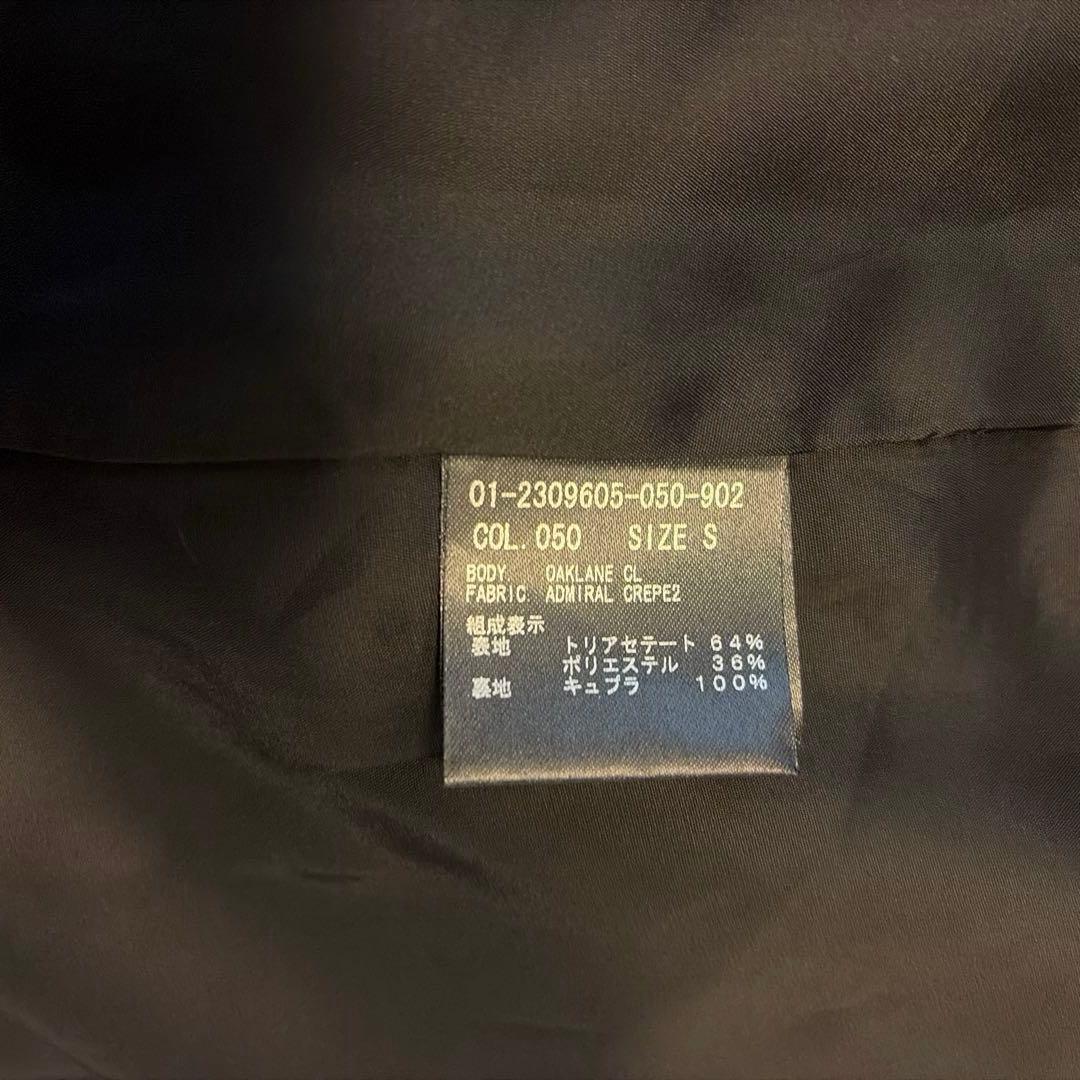 01-2309605-050-902
COL.050 SIZE S
BODY OAKLANE CL
FABRIC ADMIRAL CREPE2
組成表示
表地 トリアセテート 64%
ポリエステル 36%
裏地 キュプラ 100%